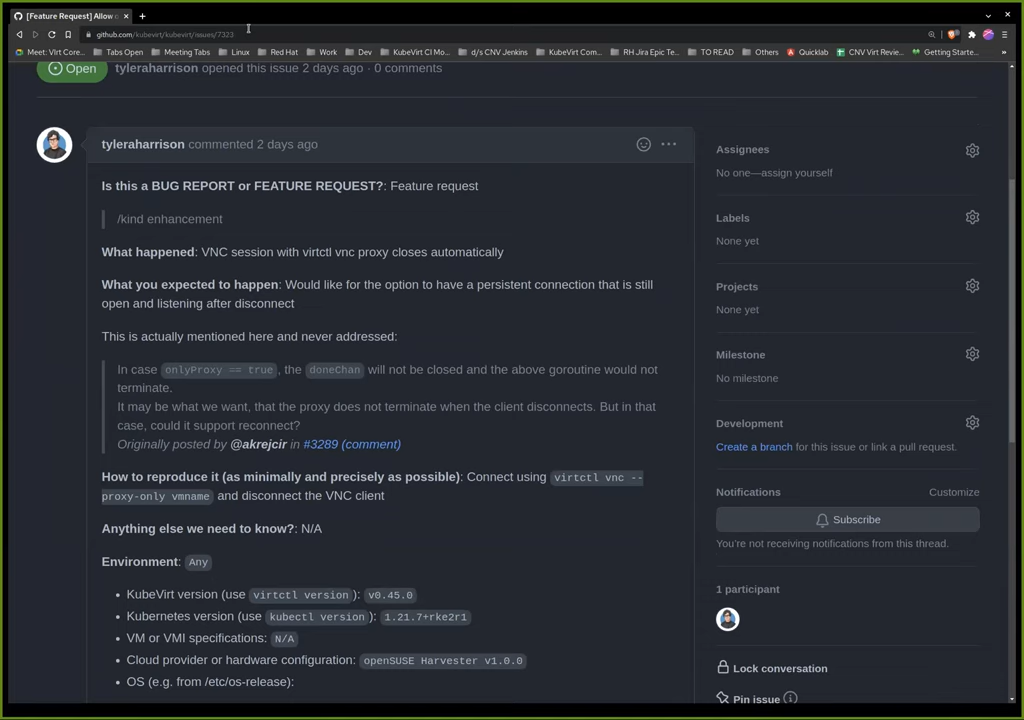 [Feature Request] Allow
github.com/kubevirt/kubevirt/issues/7323
Meet: VIrt Core... Tabs Open Meeting Tabs Linux Red Hat Work Dev KubeVirt CI Mo... d/s CNV Jenkins KubeVirt Com... RH Jira Epic Te... TO READ Others Quicklab CNV Virt Revie... Getting Starte... »
Open tyleraharrison opened this issue 2 days ago · 0 comments
tyleraharrison commented 2 days ago
Is this a BUG REPORT or FEATURE REQUEST?: Feature request
/kind enhancement
What happened: VNC session with virtctl vnc proxy closes automatically
What you expected to happen: Would like for the option to have a persistent connection that is still
open and listening after disconnect
This is actually mentioned here and never addressed:
In case onlyProxy == true, the doneChan will not be closed and the above goroutine would not
terminate.
It may be what we want, that the proxy does not terminate when the client disconnects. But in that
case, could it support reconnect?
Originally posted by @akrejcir in #3289 (comment)
How to reproduce it (as minimally and precisely as possible): Connect using virtctl vnc --
proxy-only vmname and disconnect the VNC client
Anything else we need to know?: N/A
Environment: Any
• KubeVirt version (use virtctl version): v0.45.0
• Kubernetes version (use kubectl version): 1.21.7+rke2r1
• VM or VMI specifications: N/A
• Cloud provider or hardware configuration: openSUSE Harvester v1.0.0
• OS (e.g. from /etc/os-release):
Assignees
No one—assign yourself
Labels
None yet
Projects
None yet
Milestone
No milestone
Development
Create a branch for this issue or link a pull request.
Notifications Customize
Subscribe
You're not receiving notifications from this thread.
1 participant
Lock conversation
Pin issue